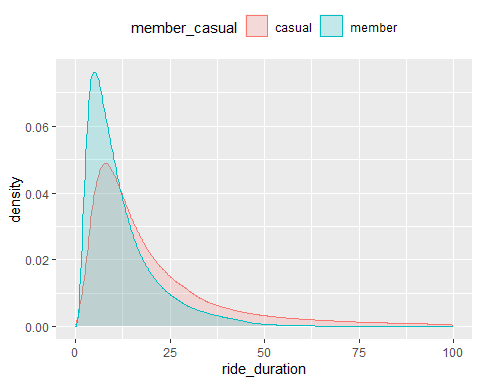 member_casual casual member
0.06
0.04
0.02
0.00
density
0 25 50 75 100
ride_duration